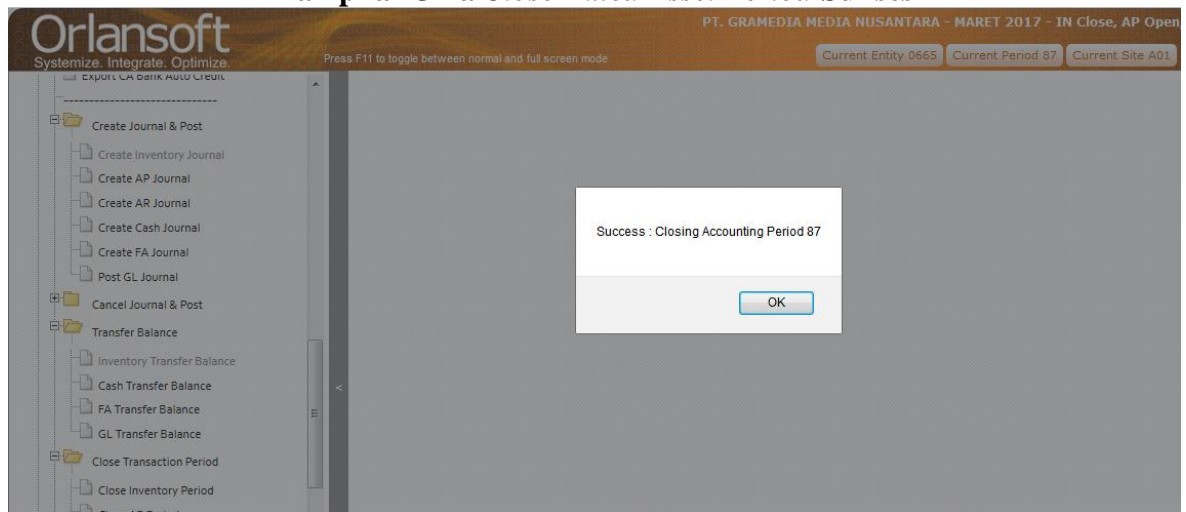 Orlansoft
Systemize. Integrate. Optimize.
PT. GRAMEDIA MEDIA NUSANTARA - MARET 2017 - IN Close, AP Open,
Press F11 to toggle between normal and full screen mode
Current Entity 0665
Current Period 87
Current Site A01
Export CA Bank Auto Credit
------------------------------
Create Journal & Post
Create Inventory Journal
Create AP Journal
Create AR Journal
Create Cash Journal
Create FA Journal
Post GL Journal
Cancel Journal & Post
Transfer Balance
Inventory Transfer Balance
Cash Transfer Balance
FA Transfer Balance
GL Transfer Balance
Close Transaction Period
Close Inventory Period
<
Success : Closing Accounting Period 87
OK